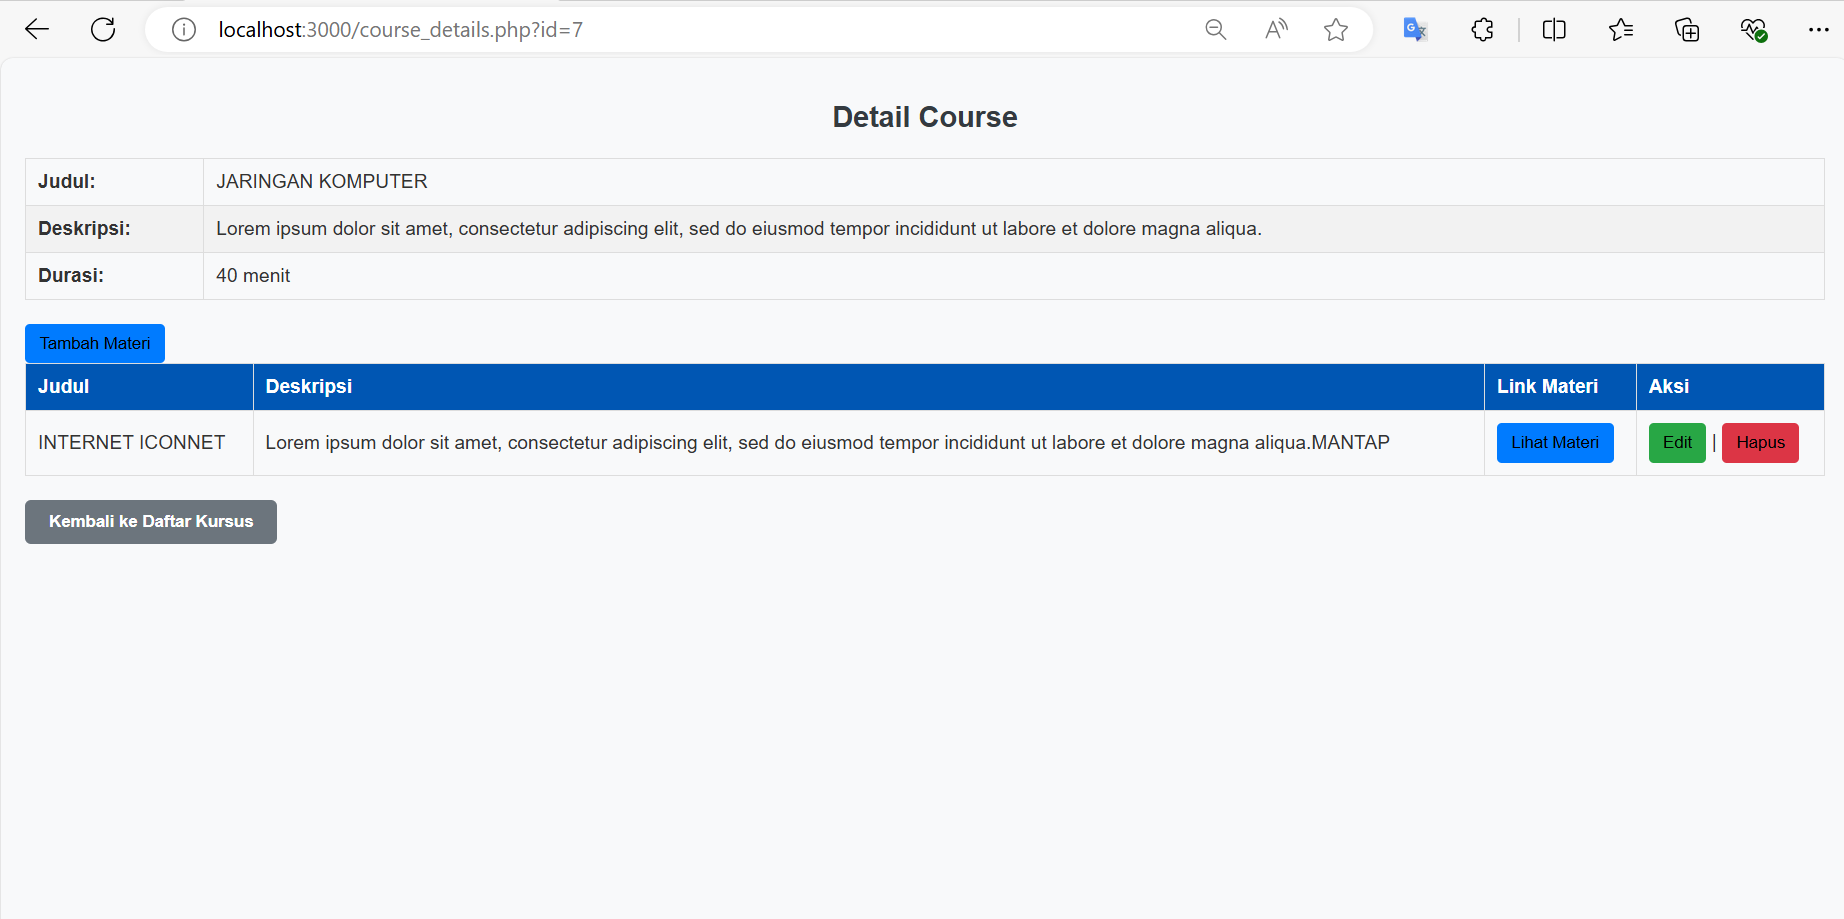 localhost:3000/course_details.php?id=7
Detail Course
Judul: JARINGAN KOMPUTER
Deskripsi: Lorem ipsum dolor sit amet, consectetur adipiscing elit, sed do eiusmod tempor incididunt ut labore et dolore magna aliqua.
Durasi: 40 menit
Tambah Materi
Judul Deskripsi Link Materi Aksi
INTERNET ICONNET Lorem ipsum dolor sit amet, consectetur adipiscing elit, sed do eiusmod tempor incididunt ut labore et dolore magna aliqua.MANTAP Lihat Materi Edit | Hapus
Kembali ke Daftar Kursus